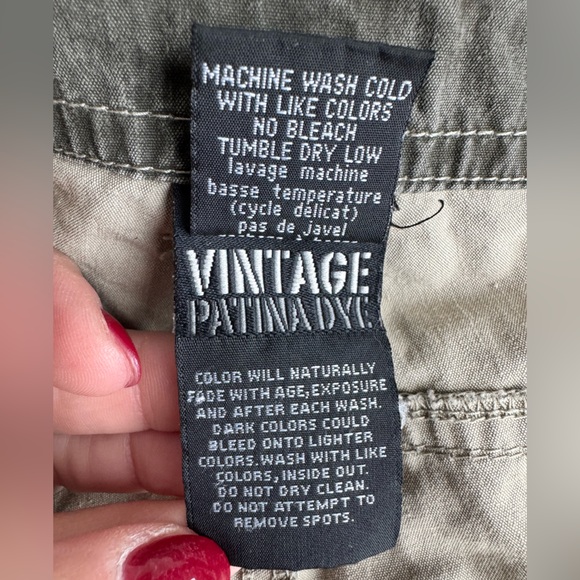 MACHINE WASH COLD
WITH LIKE COLORS
NO BLEACH
TUMBLE DRY LOW
lavage machine
basse temperature
(cycle délicat)
pas de javel
VINTAGE
PATINA DYE
COLOR WILL NATURALLY
FADE WITH AGE, EXPOSURE
AND AFTER EACH WASH.
DARK COLORS COULD
BLEED ONTO LIGHTER
COLORS. WASH WITH LIKE
COLORS, INSIDE OUT.
DO NOT DRY CLEAN.
DO NOT ATTEMPT TO
REMOVE SPOTS.